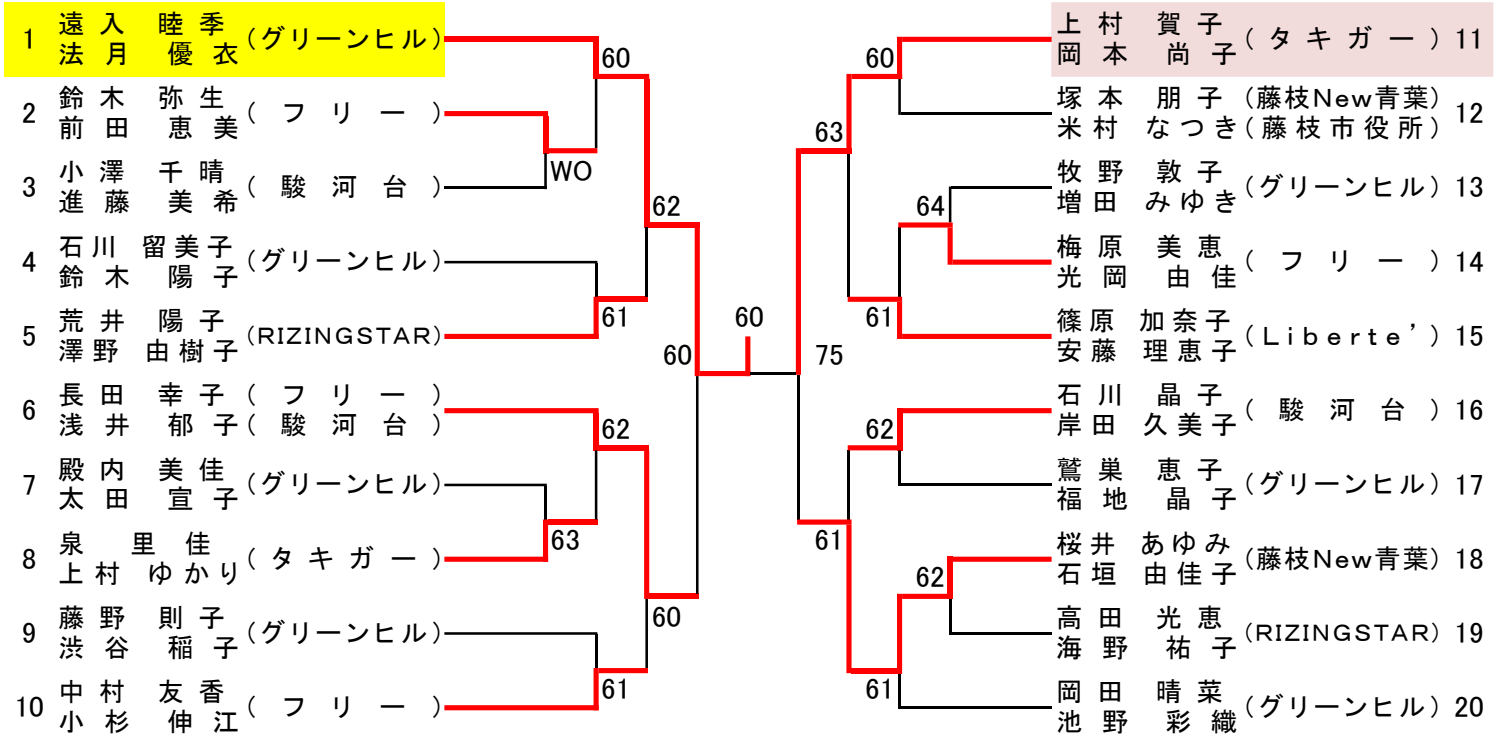 1 遠入 睦季 (グリーンヒル)
法月 優衣
2 鈴木 弥生 (フリー)
前田 恵美
3 小澤 千晴 (駿河台)
進藤 美希
4 石川 留美子 (グリーンヒル)
鈴木 陽子
5 荒井 陽子 (RIZINGSTAR)
澤野 由樹子
6 長田 幸子 (フリー)
浅井 郁子 (駿河台)
7 殿内 美佳 (グリーンヒル)
太田 宣子
8 泉 里佳 (タキガー)
上村 ゆかり
9 藤野 則子 (グリーンヒル)
渋谷 稲子
10 中村 友香 (フリー)
小杉 伸江
60
WO
62
61
60
62
63
60
61
60
75
60
63
64
61
62
61
62
61
上村 賀子 (タキガー) 11
岡本 尚子
塚本 朋子 (藤枝New青葉) 12
米村 なつき (藤枝市役所)
牧野 敦子 (グリーンヒル) 13
増田 みゆき
梅原 美恵 (フリー) 14
光岡 由佳
篠原 加奈子 (Liberte’) 15
安藤 理恵子
石川 晶子 (駿河台) 16
岸田 久美子
鷲巣 恵子 (グリーンヒル) 17
福地 晶子
桜井 あゆみ (藤枝New青葉) 18
石垣 由佳子
高田 光恵 (RIZINGSTAR) 19
海野 祐子
岡田 晴菜 (グリーンヒル) 20
池野 彩織